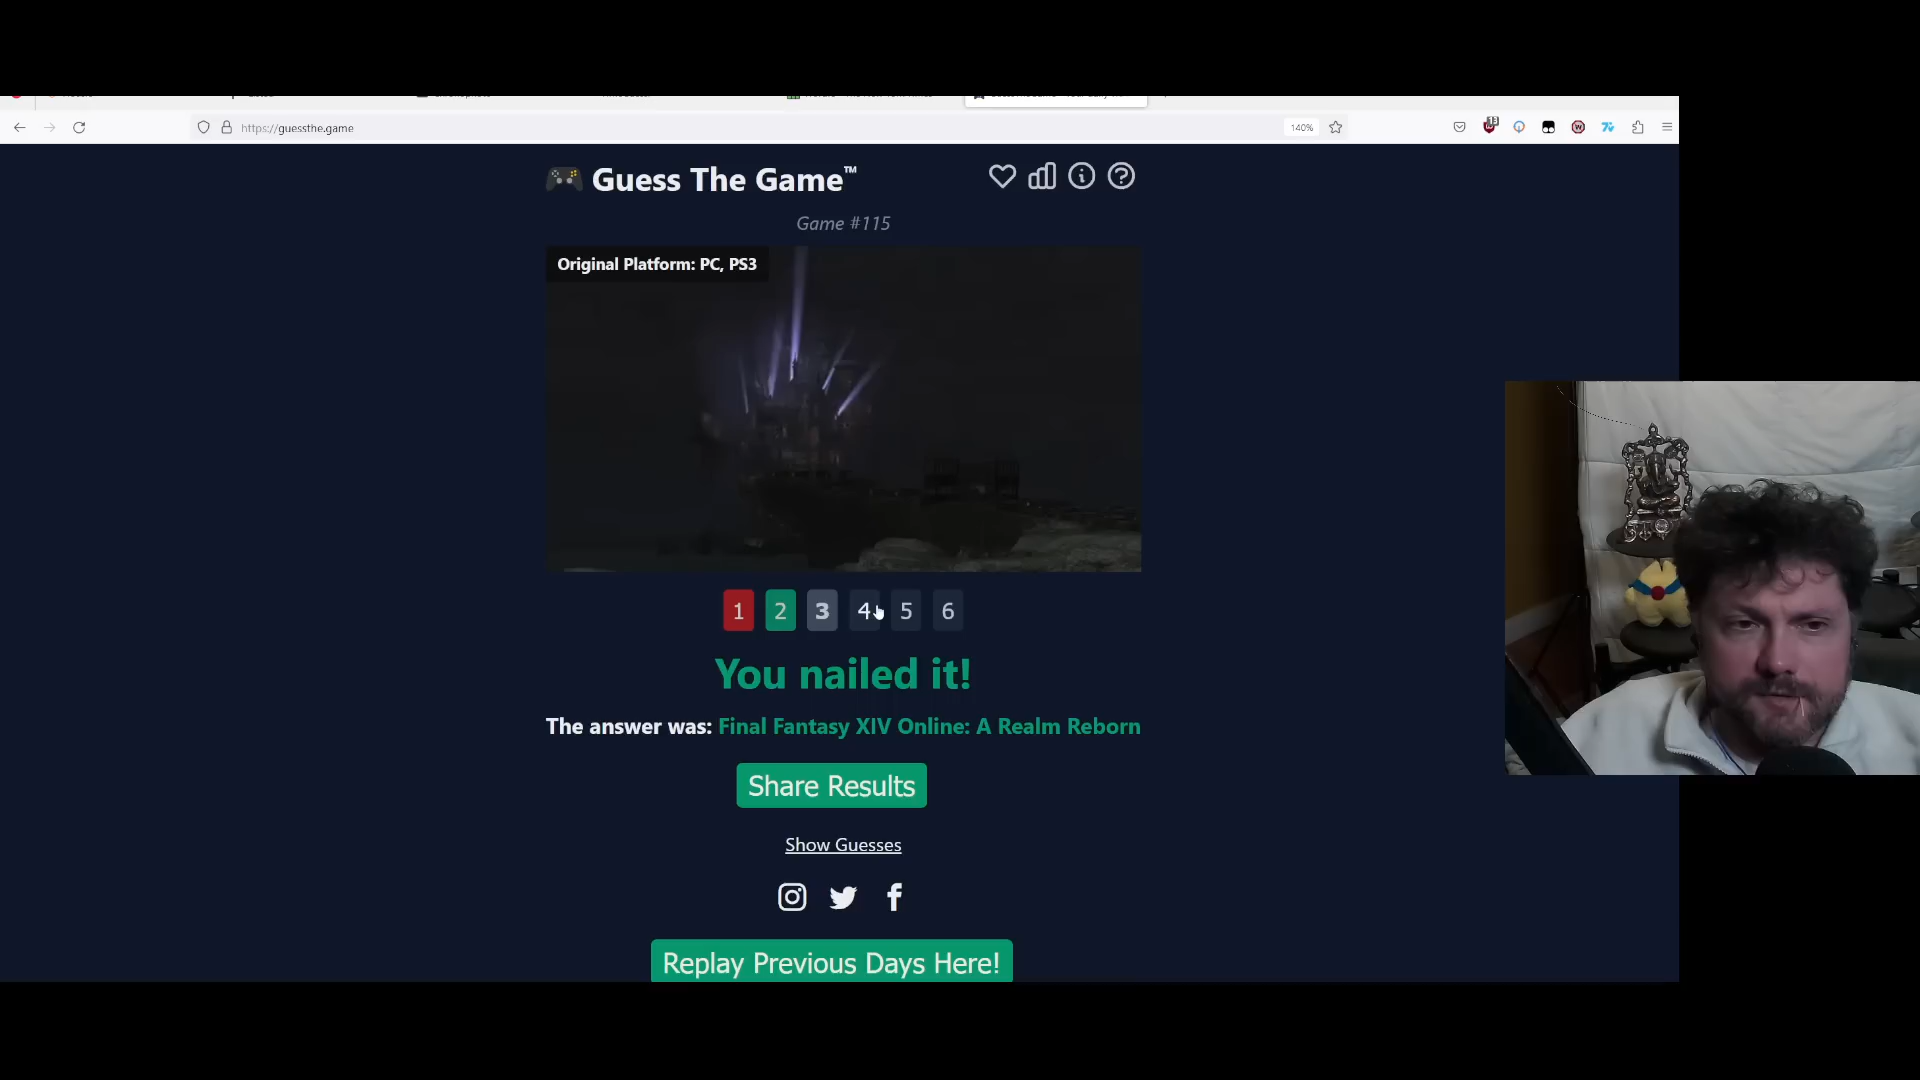 https://guessthe.game
140%
13
Guess The Game™
Game #115
Original Platform: PC, PS3
1 2 3 4 5 6
You nailed it!
The answer was: Final Fantasy XIV Online: A Realm Reborn
Share Results
Show Guesses
Replay Previous Days Here!